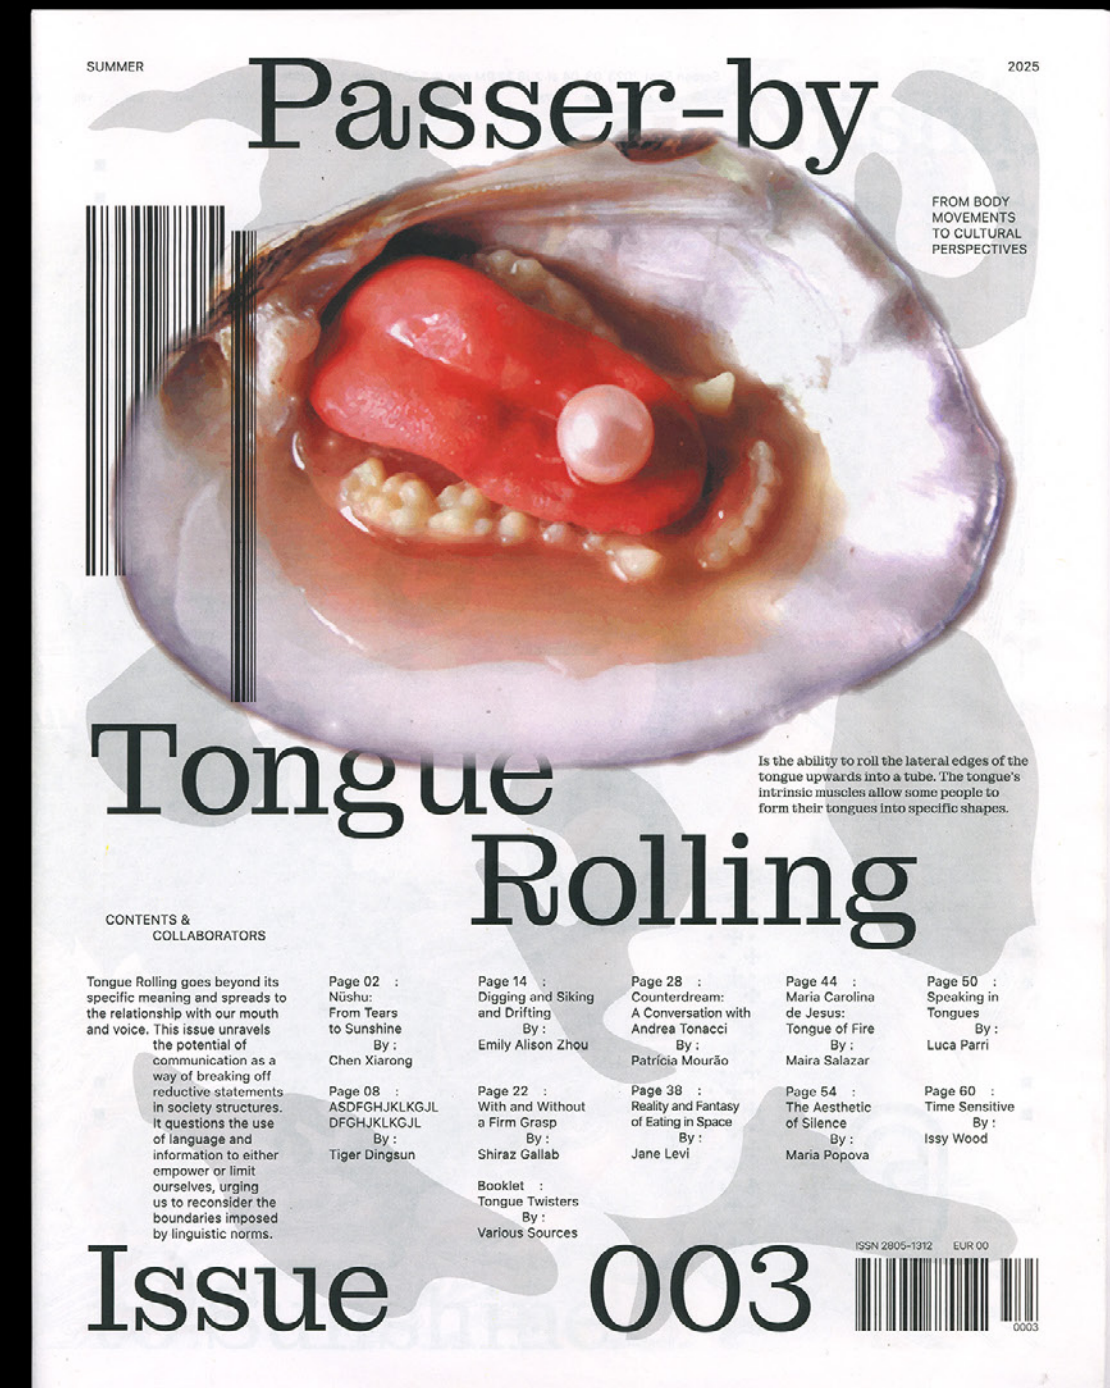 SUMMER
Passer-by
2025
FROM BODY
MOVEMENTS
TO CULTURAL
PERSPECTIVES
Tongue
Is the ability to roll the lateral edges of the
tongue upwards into a tube. The tongue's
intrinsic muscles allow some people to
form their tongues into specific shapes.
Rolling
CONTENTS &
COLLABORATORS
Tongue Rolling goes beyond its
specific meaning and spreads to
the relationship with our mouth
and voice. This issue unravels
the potential of
communication as a
way of breaking off
reductive statements
in society structures.
It questions the use
of language and
information to either
empower or limit
ourselves, urging
us to reconsider the
boundaries imposed
by linguistic norms.
Page 02 :
Nüshu:
From Tears
to Sunshine
By :
Chen Xiarong
Page 08 :
ASDFGHJKLKGJL
DFGHJKLKGJL
By :
Tiger Dingsun
Page 14 :
Digging and Siking
and Drifting
By :
Emily Alison Zhou
Page 22 :
With and Without
a Firm Grasp
By :
Shiraz Gallab
Booklet :
Tongue Twisters
By :
Various Sources
Page 28 :
Counterdream:
A Conversation with
Andrea Tonacci
By :
Patrícia Mourão
Page 38 :
Reality and Fantasy
of Eating in Space
By :
Jane Levi
Page 44 :
Maria Carolina
de Jesus:
Tongue of Fire
By :
Maira Salazar
Page 54 :
The Aesthetic
of Silence
By :
Maria Popova
Page 50 :
Speaking in
Tongues
By :
Luca Parri
Page 60 :
Time Sensitive
By :
Issy Wood
Issue 003
ISSN 2805-1312 EUR 00
0003